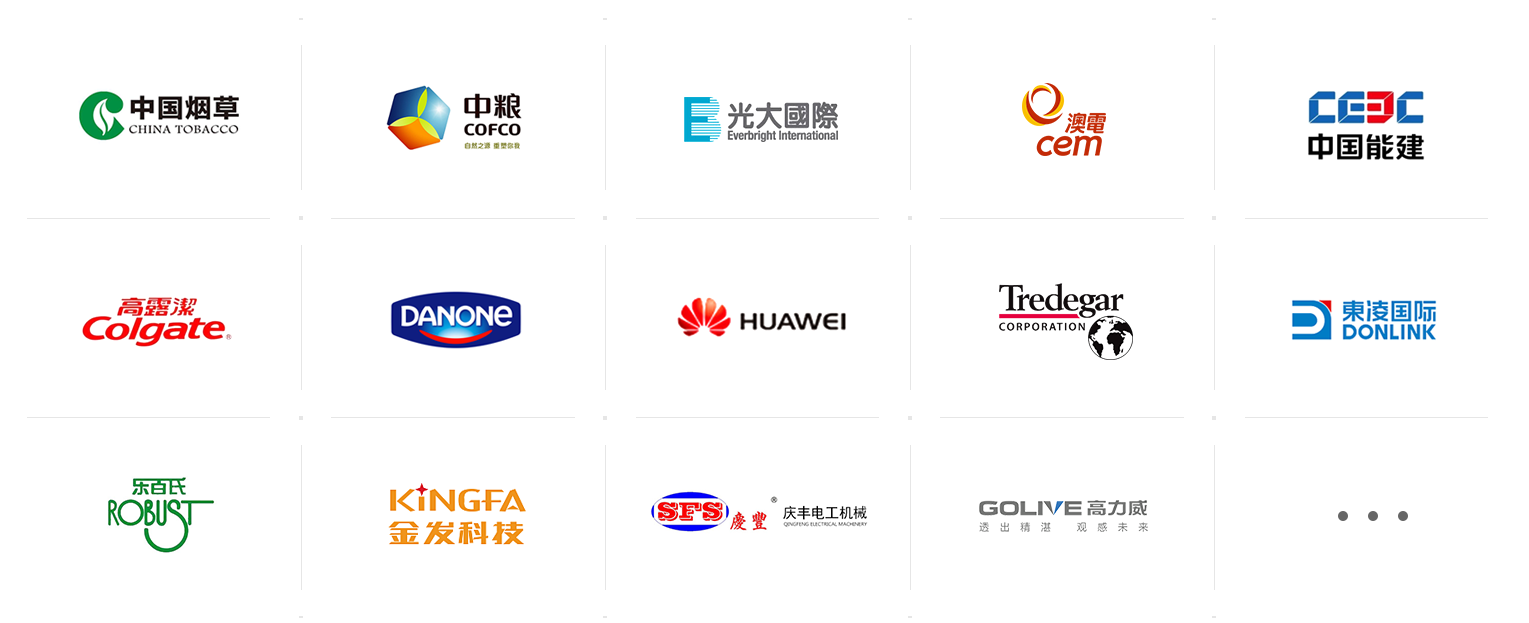 中国烟草
CHINA TOBACCO
中粮
COFCO
自然之源 重塑你我
光大國際
Everbright International
澳電
cem
CEEC
中国能建
高露潔
Colgate®
DANONE
HUAWEI
Tredegar
CORPORATION
東凌国际
DONLINK
乐百氏
ROBUST
KiNGFA
金发科技
SFS 慶豐® 庆丰电工机械
QINGFENG ELECTRICAL MACHINERY
GOLIVE 高力威
透出精湛 观感未来